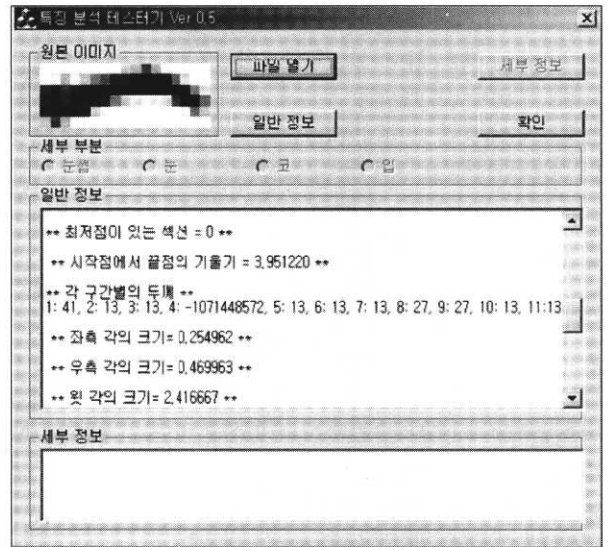 특징 분석 테스터기 Ver 0.5
원본 이미지
파일 열기
세부 정보
일반 정보
확인
세부 부분
눈썹 눈 코 입
일반 정보
** 최저점이 있는 섹션 = 0 **
** 시작점에서 끝점의 기울기 = 3,951220 **
** 각 구간별의 두께 **
1: 41, 2: 13, 3: 13, 4: -1071448572, 5: 13, 6: 13, 7: 13, 8: 27, 9: 27, 10: 13, 11:13
** 좌측 각의 크기= 0,254962 **
** 우측 각의 크기= 0,469963 **
** 윗 각의 크기= 2,416667 **
세부 정보